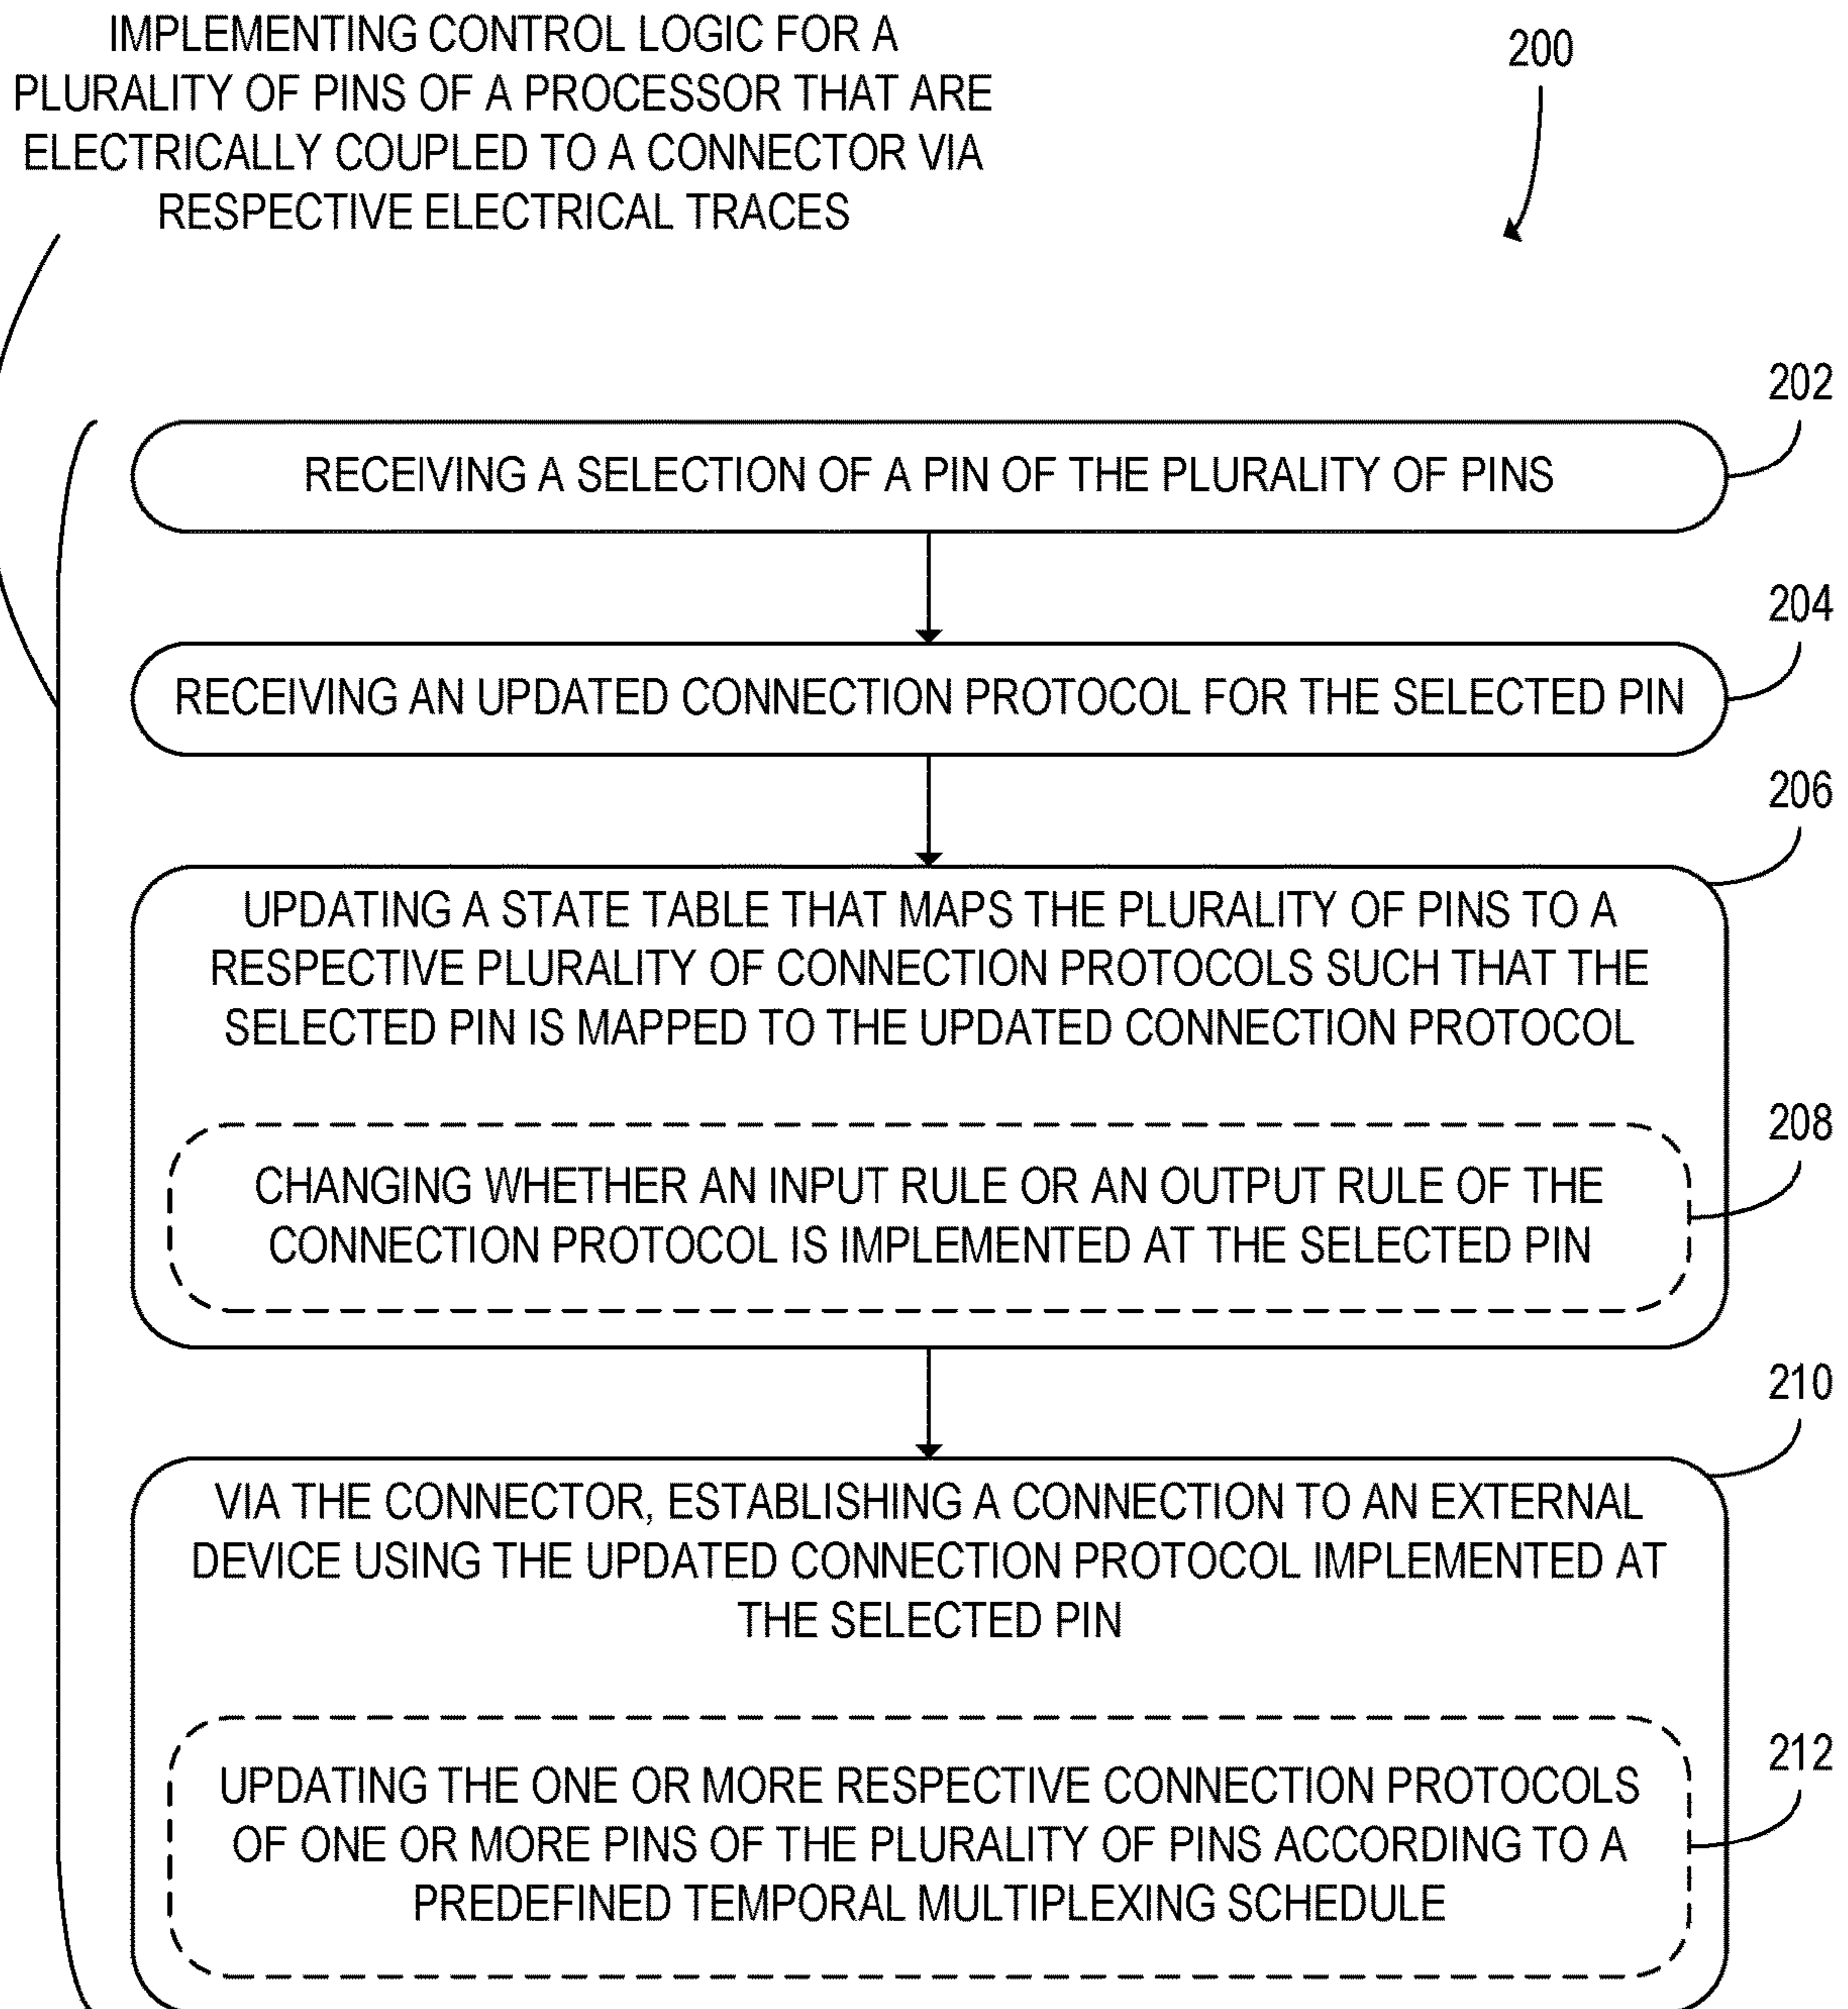 IMPLEMENTING CONTROL LOGIC FOR A
PLURALITY OF PINS OF A PROCESSOR THAT ARE
ELECTRICALLY COUPLED TO A CONNECTOR VIA
RESPECTIVE ELECTRICAL TRACES
200
202
RECEIVING A SELECTION OF A PIN OF THE PLURALITY OF PINS
204
RECEIVING AN UPDATED CONNECTION PROTOCOL FOR THE SELECTED PIN
206
UPDATING A STATE TABLE THAT MAPS THE PLURALITY OF PINS TO A
RESPECTIVE PLURALITY OF CONNECTION PROTOCOLS SUCH THAT THE
SELECTED PIN IS MAPPED TO THE UPDATED CONNECTION PROTOCOL
208
CHANGING WHETHER AN INPUT RULE OR AN OUTPUT RULE OF THE
CONNECTION PROTOCOL IS IMPLEMENTED AT THE SELECTED PIN
210
VIA THE CONNECTOR, ESTABLISHING A CONNECTION TO AN EXTERNAL
DEVICE USING THE UPDATED CONNECTION PROTOCOL IMPLEMENTED AT
THE SELECTED PIN
212
UPDATING THE ONE OR MORE RESPECTIVE CONNECTION PROTOCOLS
OF ONE OR MORE PINS OF THE PLURALITY OF PINS ACCORDING TO A
PREDEFINED TEMPORAL MULTIPLEXING SCHEDULE